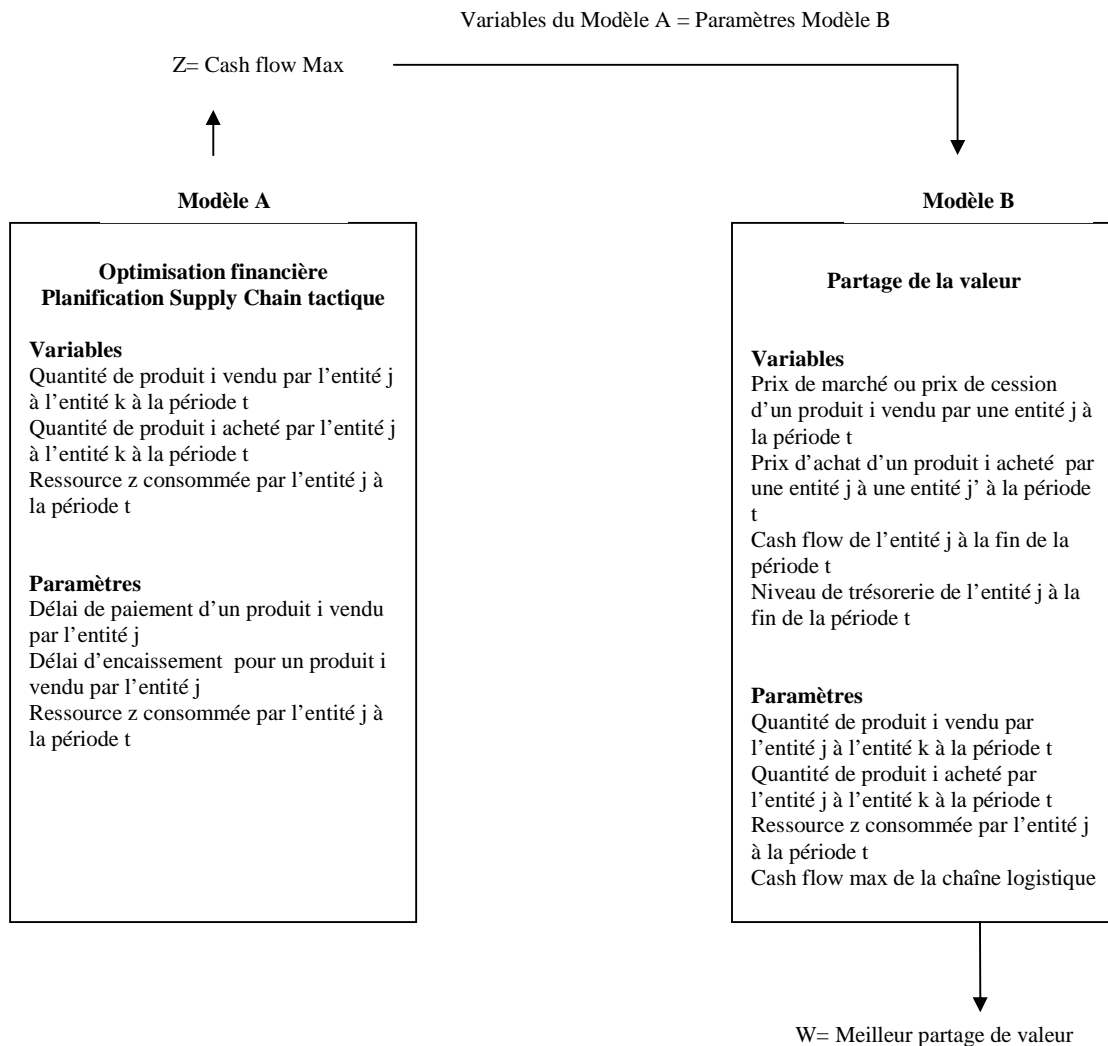 Variables du Modèle A = Paramètres Modèle B
Z= Cash flow Max
Modèle A
Optimisation financière
Planification Supply Chain tactique
Variables
Quantité de produit i vendu par l’entité j
à l’entité k à la période t
Quantité de produit i acheté par l’entité j
à l’entité k à la période t
Ressource z consommée par l’entité j à
la période t
Paramètres
Délai de paiement d’un produit i vendu
par l’entité j
Délai d’encaissement pour un produit i
vendu par l’entité j
Ressource z consommée par l’entité j à
la période t
Modèle B
Partage de la valeur
Variables
Prix de marché ou prix de cession
d’un produit i vendu par une entité j à
la période t
Prix d’achat d’un produit i acheté par
une entité j à une entité j’ à la période
t
Cash flow de l’entité j à la fin de la
période t
Niveau de trésorerie de l’entité j à la
fin de la période t
Paramètres
Quantité de produit i vendu par
l’entité j à l’entité k à la période t
Quantité de produit i acheté par
l’entité j à l’entité k à la période t
Ressource z consommée par l’entité j
à la période t
Cash flow max de la chaîne logistique
W= Meilleur partage de valeur